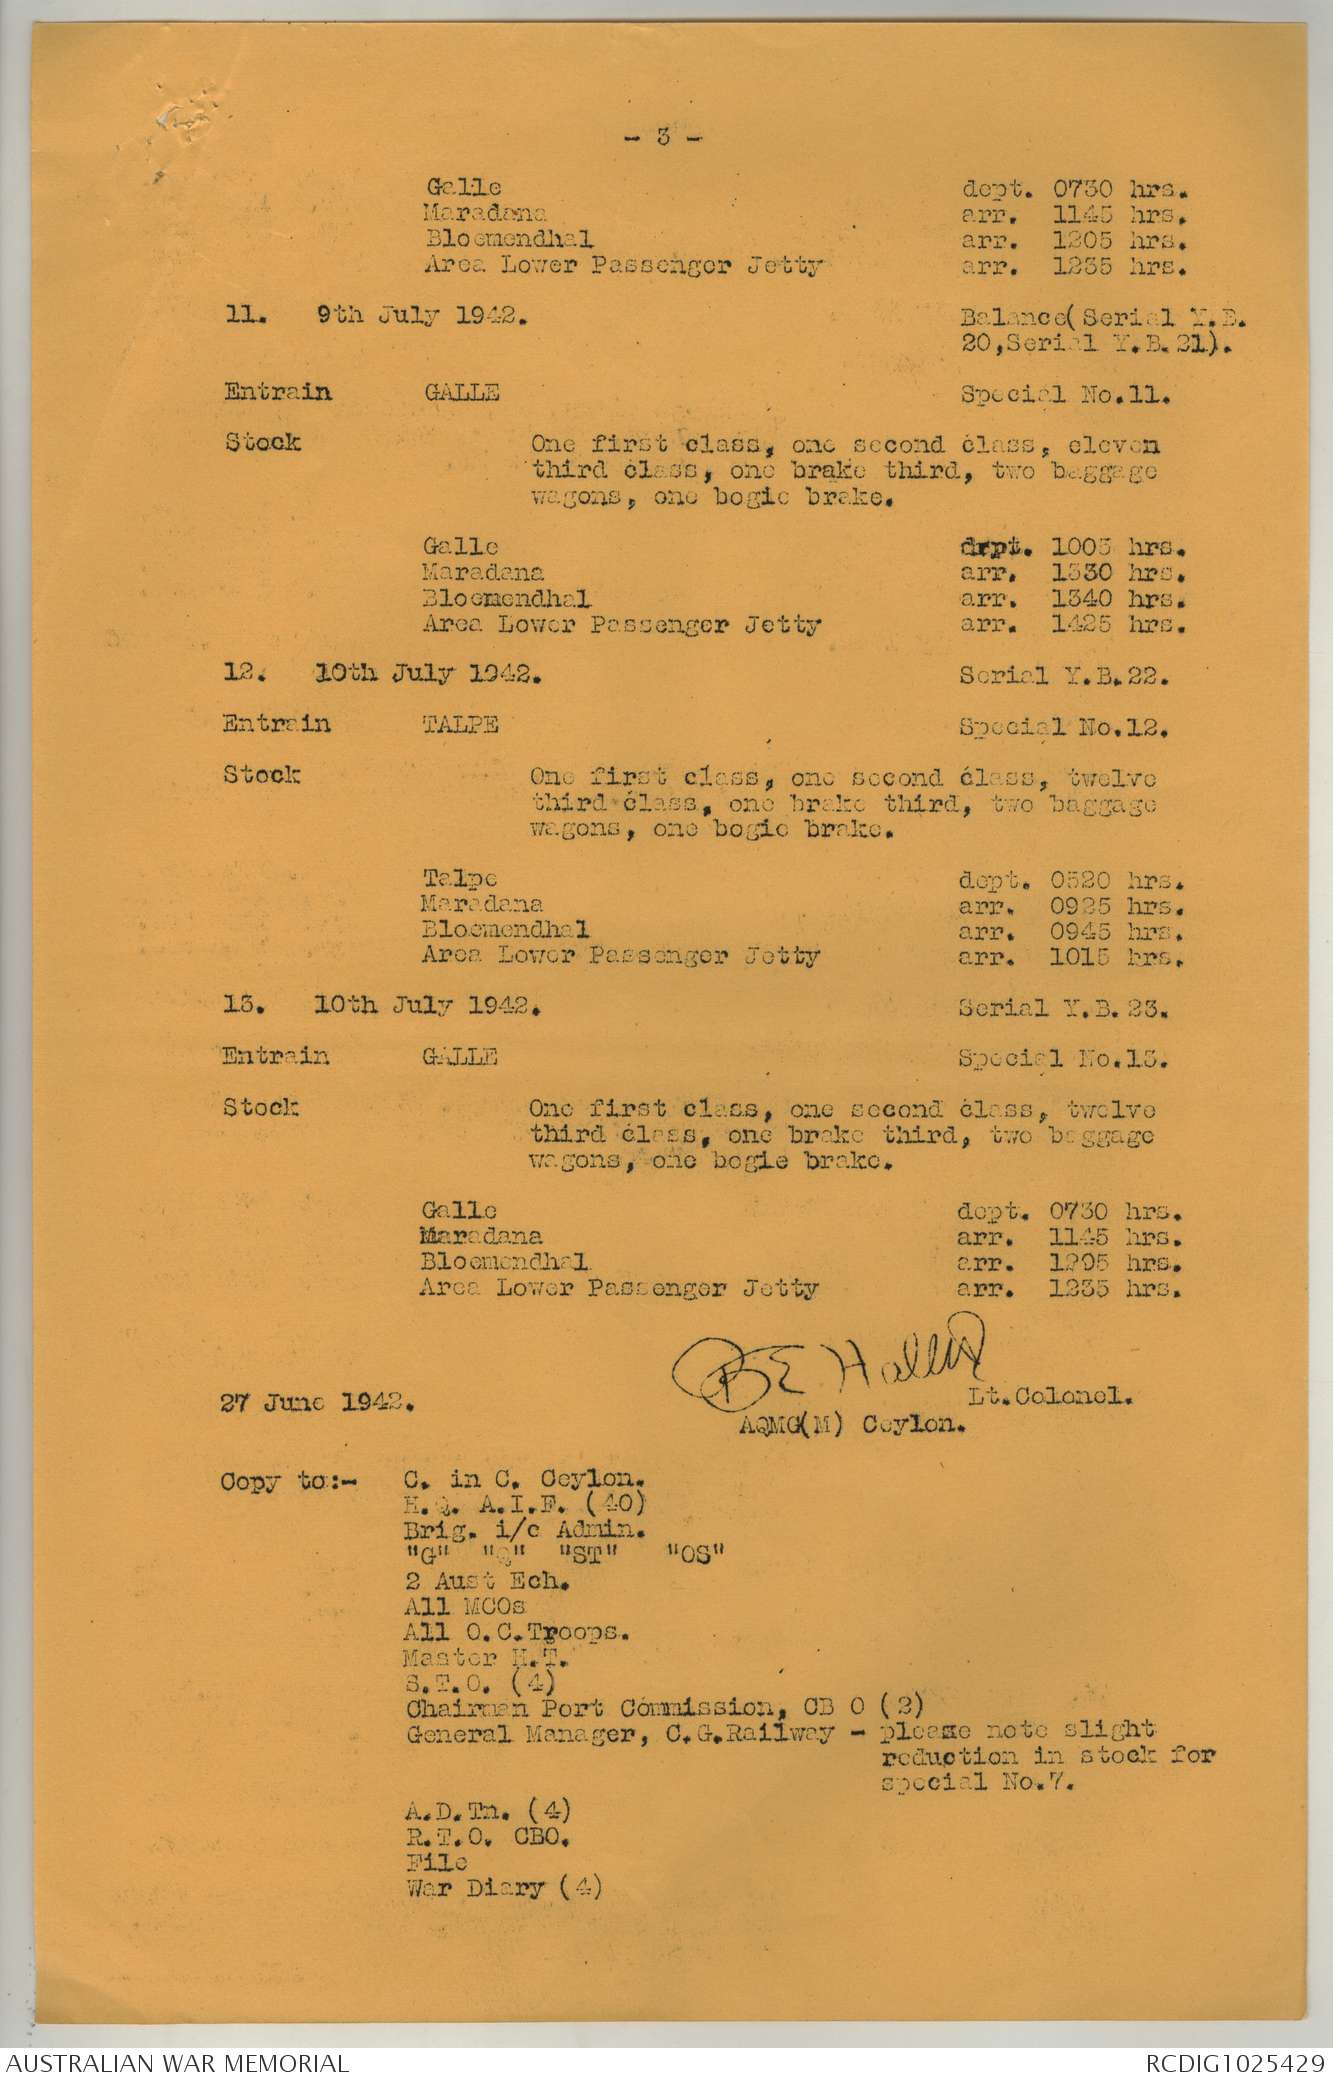 - 3 -
Galle dept. 0730 hrs.
Maradana arr. 1145 hrs.
Bloemendhal arr. 1205 hrs.
Area Lower Passenger Jetty arr. 1235 hrs.
11. 9th July 1942. Balance(Serial Y.B.
20,Serial Y.B.21).
Entrain GALLE Special No.11.
Stock One first class, one second class, eleven
third class, one brake third, two baggage
wagons, one bogie brake.
Galle drpt. 1005 hrs.
Maradana arr. 1330 hrs.
Bloemendhal arr. 1340 hrs.
Area Lower Passenger Jetty arr. 1425 hrs.
12. 10th July 1942. Serial Y.B.22.
Entrain TALPE Special No.12.
Stock One first class, one second class, twelve
third class, one brake third, two baggage
wagons, one bogie brake.
Talpe dept. 0520 hrs.
Maradana arr. 0925 hrs.
Bloemendhal arr. 0945 hrs.
Area Lower Passenger Jetty arr. 1015 hrs.
13. 10th July 1942. Serial Y.B.23.
Entrain GALLE Special No.13.
Stock One first class, one second class, twelve
third class, one brake third, two baggage
wagons, one bogie brake.
Galle dept. 0730 hrs.
Maradana arr. 1145 hrs.
Bloemendhal arr. 1205 hrs.
Area Lower Passenger Jetty arr. 1235 hrs.
27 June 1942. Lt.Colonel.
AQMG(M) Ceylon.
Copy to:- C. in C. Ceylon.
H.Q. A.I.F. (40)
Brig. i/c Admin.
"G" "Q" "ST" "OS"
2 Aust Ech.
All MCOs
All O.C.Troops.
Master H.T.
S.T.O. (4)
Chairman Port Commission, CB O (2)
General Manager, C.G.Railway - please note slight
reduction in stock for
special No.7.
A.D.Tn. (4)
R.T.O. CBO.
File
War Diary (4)
AUSTRALIAN WAR MEMORIAL RCDIG1025429